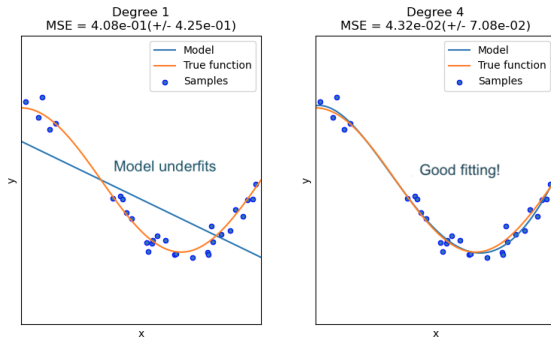 Degree 1
MSE = 4.08e-01(+/- 4.25e-01)
Model
True function
Samples
Model underfits
y
x
Degree 4
MSE = 4.32e-02(+/- 7.08e-02)
Model
True function
Samples
Good fitting!
y
x